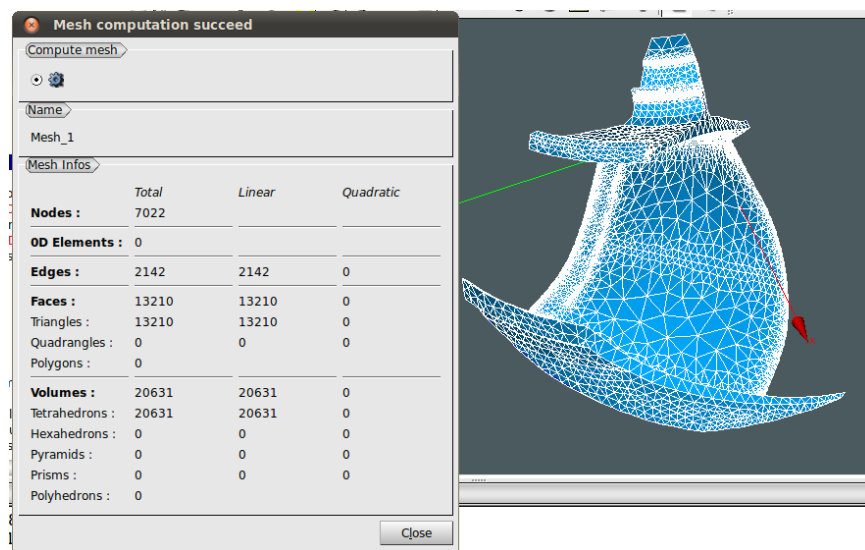 Mesh computation succeed
Compute mesh
Name
Mesh_1
Mesh Infos
Total Linear Quadratic
Nodes : 7022
0D Elements : 0
Edges : 2142 2142 0
Faces : 13210 13210 0
Triangles : 13210 13210 0
Quadrangles : 0 0 0
Polygons : 0
Volumes : 20631 20631 0
Tetrahedrons : 20631 20631 0
Hexahedrons : 0 0 0
Pyramids : 0 0 0
Prisms : 0 0 0
Polyhedrons : 0
Close